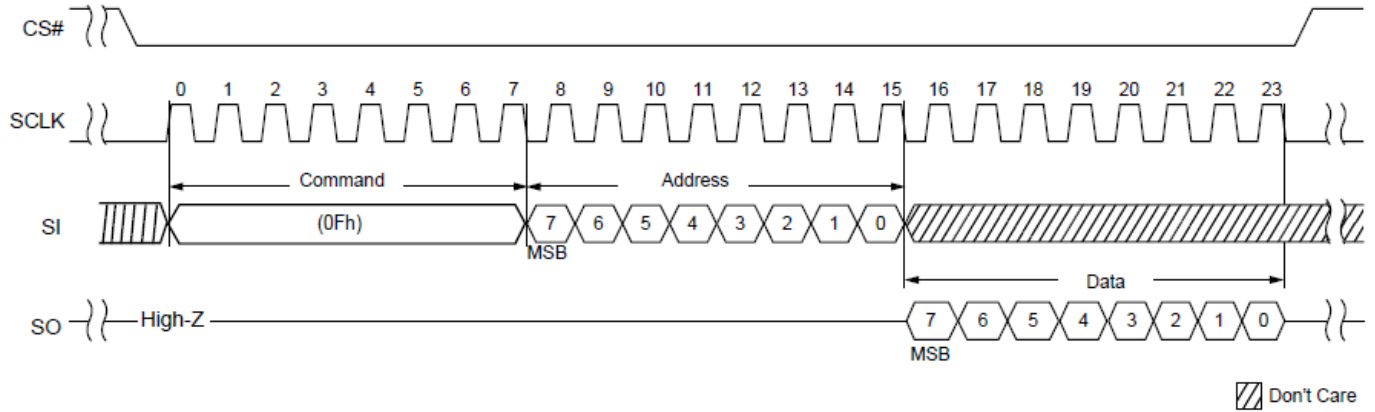 CS#
0 1 2 3 4 5 6 7 8 9 10 11 12 13 14 15 16 17 18 19 20 21 22 23
SCLK
Command Address
SI (0Fh) 7 6 5 4 3 2 1 0
MSB
Data
SO High-Z 7 6 5 4 3 2 1 0
MSB
Don't Care